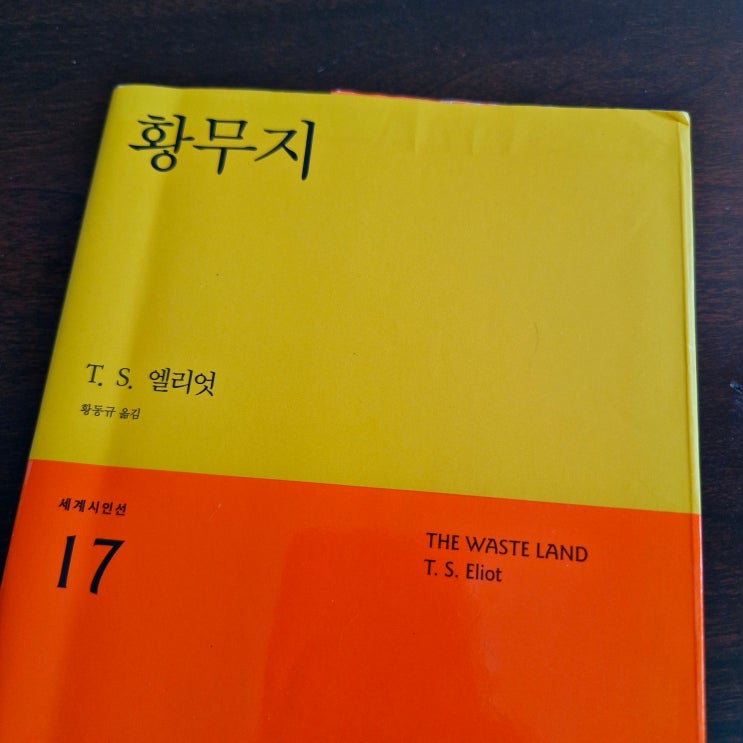 황무지
T. S. 엘리엇
황동규 옮김
세계시인선
17
THE WASTE LAND
T. S. Eliot